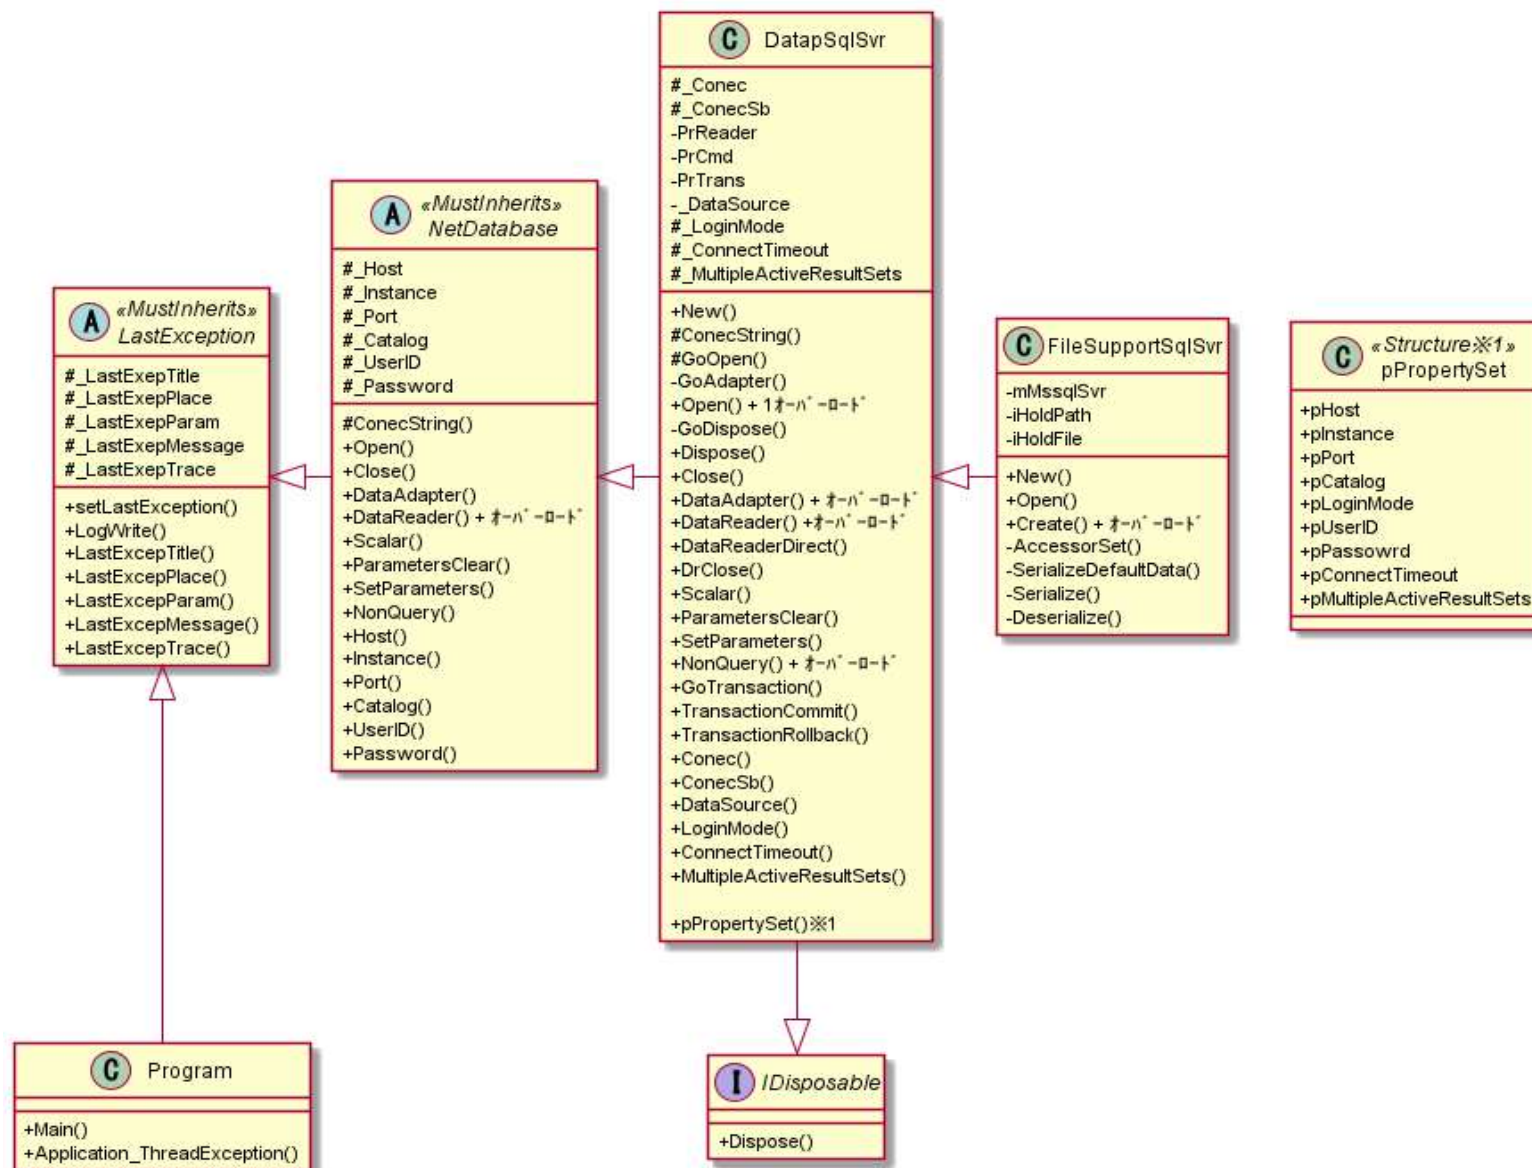 «MustInherits»
LastException
#_LastExepTitle
#_LastExepPlace
#_LastExepParam
#_LastExepMessage
#_LastExepTrace
+setLastException()
+LogWrite()
+LastExcepTitle()
+LastExcepPlace()
+LastExcepParam()
+LastExcepMessage()
+LastExcepTrace()
A
«MustInherits»
NetDatabase
#_Host
#_Instance
#_Port
#_Catalog
#_UserID
#_Password
#ConecString()
+Open()
+Close()
+DataAdapter()
+DataReader() + オーバーロード
+Scalar()
+ParametersClear()
+SetParameters()
+NonQuery()
+Host()
+Instance()
+Port()
+Catalog()
+UserID()
+Password()
A
C DatapSqlSvr
#_Conec
#_ConecSb
-PrReader
-PrCmd
-PrTrans
-_DataSource
#_LoginMode
#_ConnectTimeout
#_MultipleActiveResultSets
+New()
#ConecString()
#GoOpen()
-GoAdapter()
+Open() + 1オーバーロード
-GoDispose()
+Dispose()
+Close()
+DataAdapter() + オーバーロード
+DataReader() +オーバーロード
+DataReaderDirect()
+DrClose()
+Scalar()
+ParametersClear()
+SetParameters()
+NonQuery() + オーバーロード
+GoTransaction()
+TransactionCommit()
+TransactionRollback()
+Conec()
+ConecSb()
+DataSource()
+LoginMode()
+ConnectTimeout()
+MultipleActiveResultSets()
+pPropertySet()※1
C FileSupportSqlSvr
-mMssqlSvr
-iHoldPath
-iHoldFile
+New()
+Open()
+Create() + オーバーロード
-AccessorSet()
-SerializeDefaultData()
-Serialize()
-Deserialize()
C
«Structure※1»
pPropertySet
+pHost
+pInstance
+pPort
+pCatalog
+pLoginMode
+pUserID
+pPassowrd
+pConnectTimeout
+pMultipleActiveResultSets
C Program
+Main()
+Application_ThreadException()
I IDisposable
+Dispose()